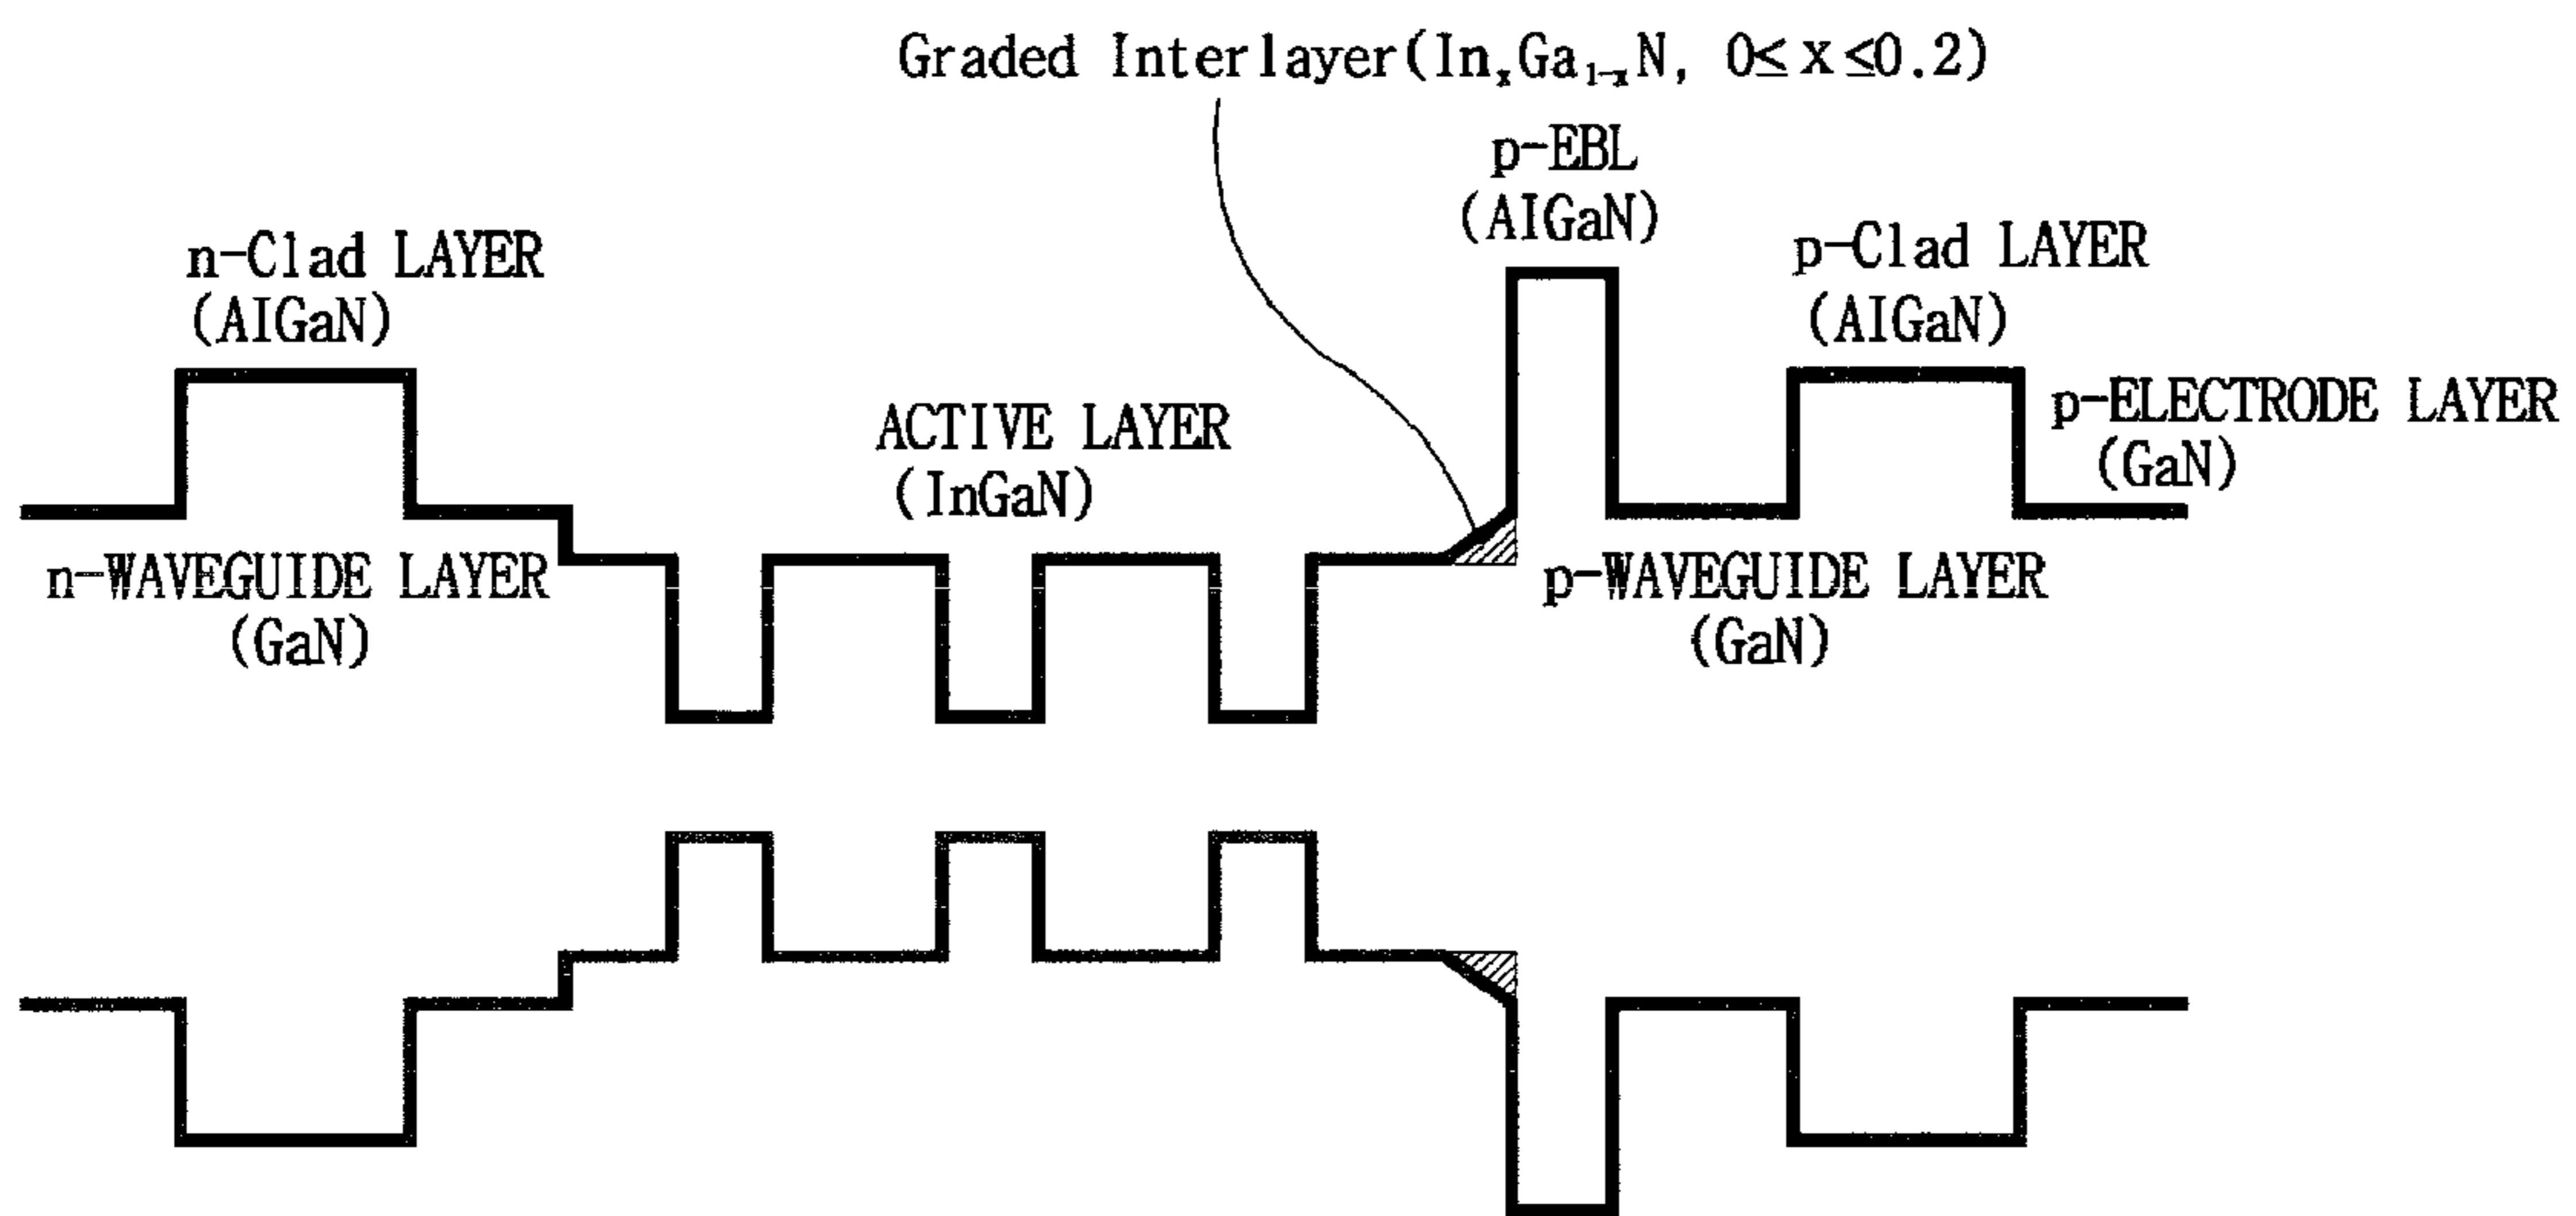 Graded Interlayer(InₓGa₁₋ₓN, 0≤x≤0.2)
p-EBL
(AlGaN)
n-Clad LAYER
(AlGaN)
p-Clad LAYER
(AlGaN)
ACTIVE LAYER
(InGaN)
p-ELECTRODE LAYER
(GaN)
n-WAVEGUIDE LAYER
(GaN)
p-WAVEGUIDE LAYER
(GaN)